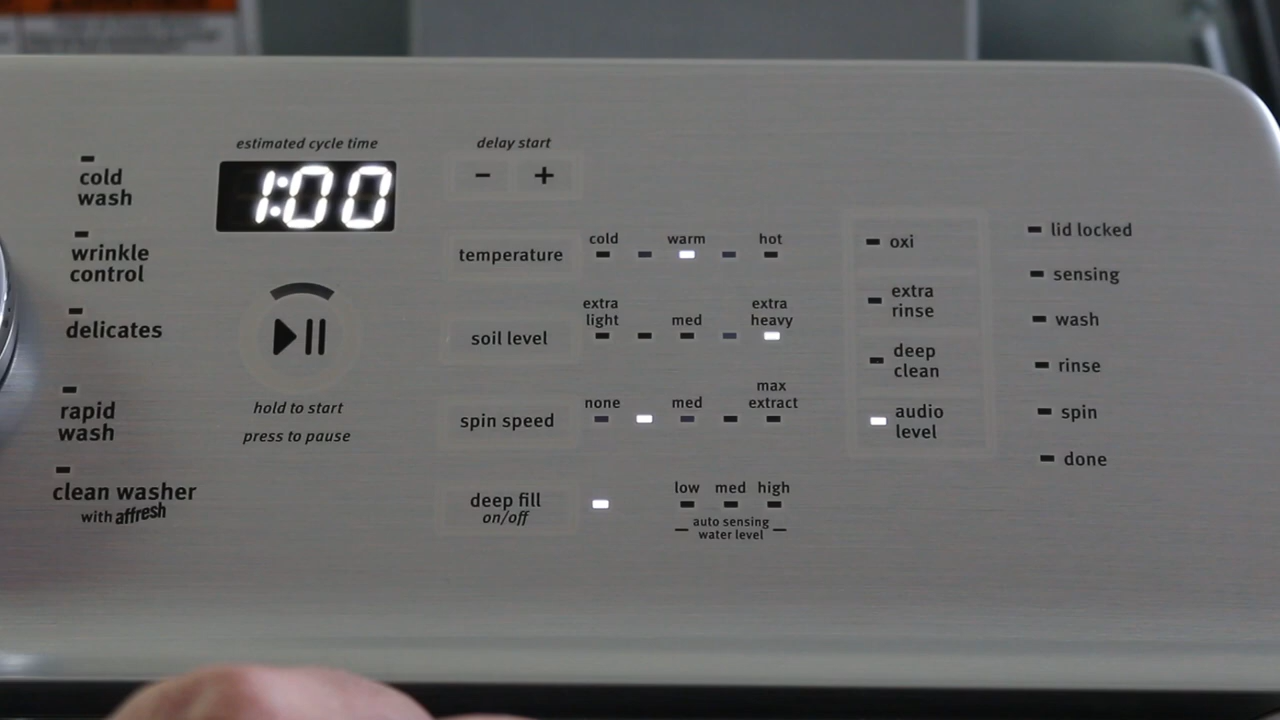 cold
wash
wrinkle
control
delicates
rapid
wash
clean washer
with affresh
estimated cycle time
1:00
hold to start
press to pause
delay start
− +
temperature
cold warm hot
soil level
extra
light
med
extra
heavy
spin speed
none med
max
extract
deep fill
on/off
low med high
auto sensing
water level
oxi
extra
rinse
deep
clean
audio
level
lid locked
sensing
wash
rinse
spin
done